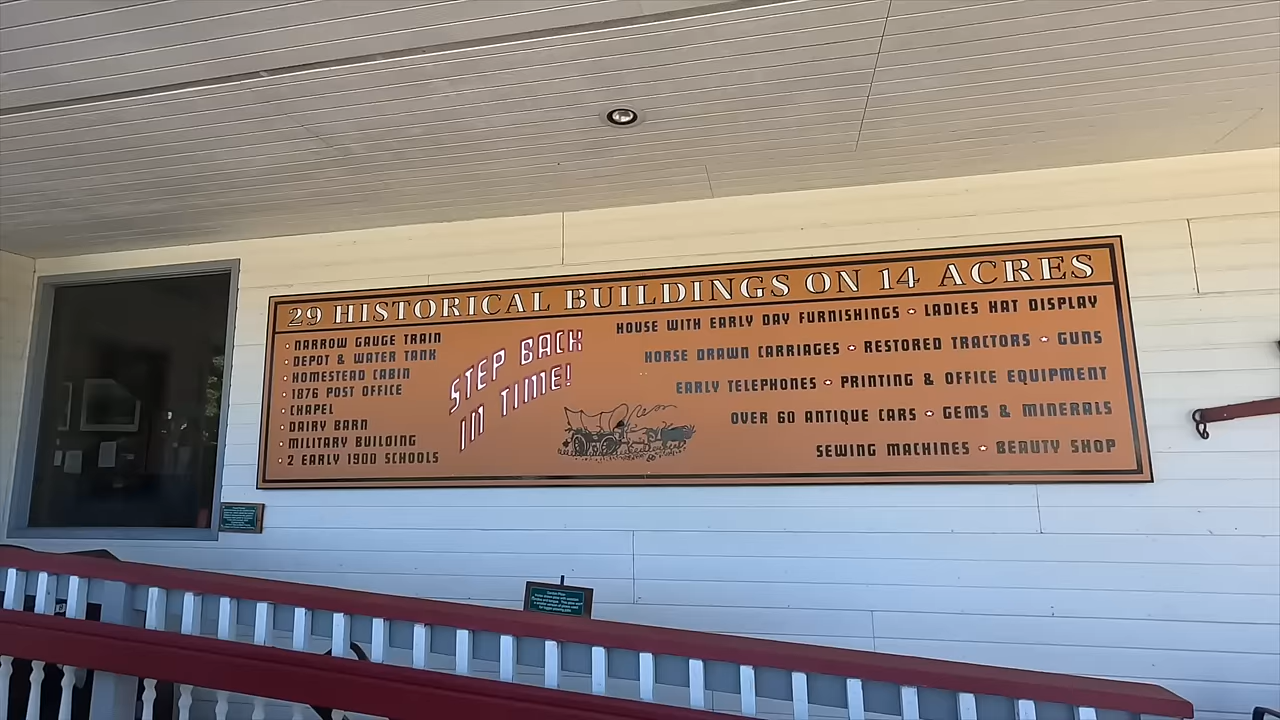 29 HISTORICAL BUILDINGS ON 14 ACRES
• NARROW GAUGE TRAIN
• DEPOT & WATER TANK
• HOMESTEAD CABIN
• 1876 POST OFFICE
• CHAPEL
• DAIRY BARN
• MILITARY BUILDING
• 2 EARLY 1900 SCHOOLS
STEP BACK
IN TIME!
HOUSE WITH EARLY DAY FURNISHINGS ☆ LADIES HAT DISPLAY
HORSE DRAWN CARRIAGES ☆ RESTORED TRACTORS ☆ GUNS
EARLY TELEPHONES ☆ PRINTING & OFFICE EQUIPMENT
OVER 60 ANTIQUE CARS ☆ GEMS & MINERALS
SEWING MACHINES ☆ BEAUTY SHOP